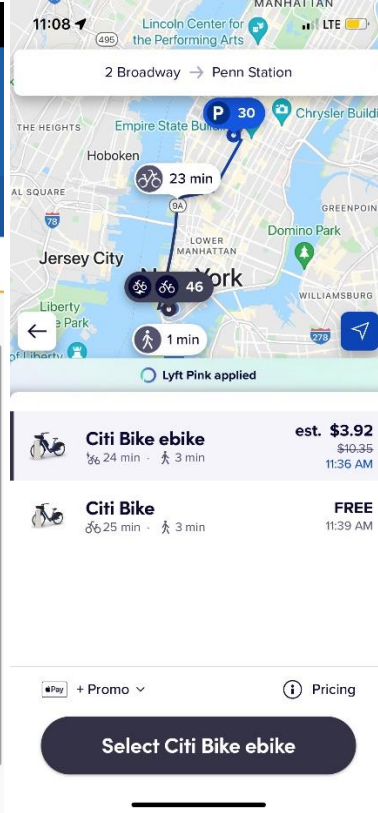 MANHATTAN
11:08
LTE
Lincoln Center for
the Performing Arts
495
2 Broadway → Penn Station
P 30
Chrysler Buildi
THE HEIGHTS
Empire State Bu
Hoboken
23 min
AL SQUARE
9A
GREENPOIN
78
LOWER
MANHATTAN
Domino Park
Jersey City
New York
46
WILLIAMSBURG
Liberty
e Park
1 min
278
of Liberty
Lyft Pink applied
Citi Bike ebike
est. $3.92
24 min · 3 min
$10.35
11:36 AM
Citi Bike
FREE
25 min · 3 min
11:39 AM
Pay
+ Promo
Pricing
Select Citi Bike ebike